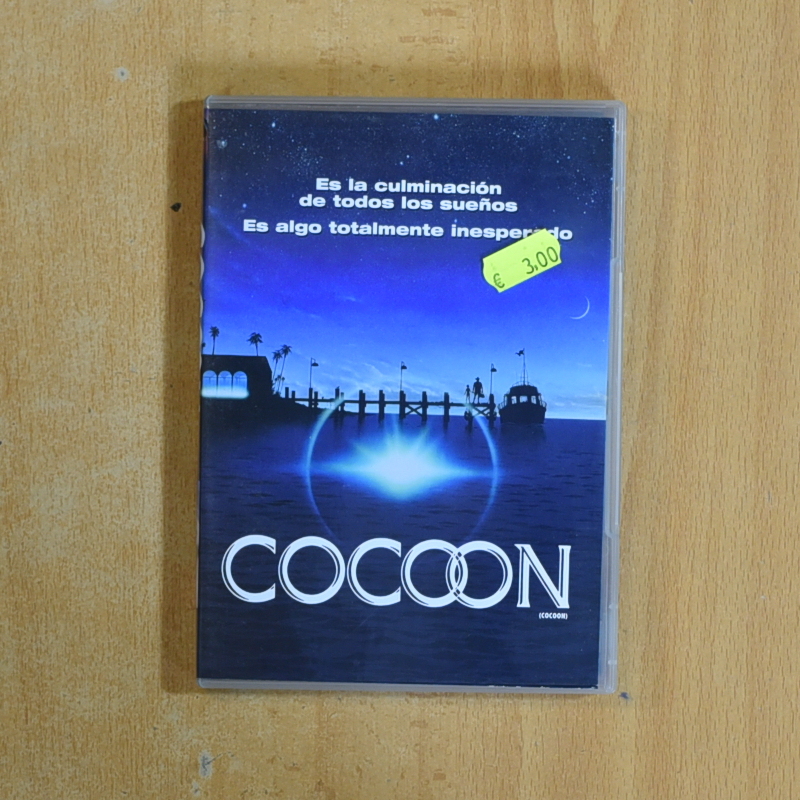 Es la culminación
de todos los sueños
Es algo totalmente inesperado
€ 3,00
COCOON
(COCOON)